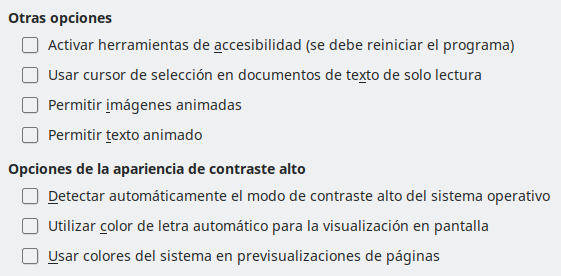 Otras opciones
Activar herramientas de accesibilidad (se debe reiniciar el programa)
Usar cursor de selección en documentos de texto de solo lectura
Permitir imágenes animadas
Permitir texto animado
Opciones de la apariencia de contraste alto
Detectar automáticamente el modo de contraste alto del sistema operativo
Utilizar color de letra automático para la visualización en pantalla
Usar colores del sistema en previsualizaciones de páginas